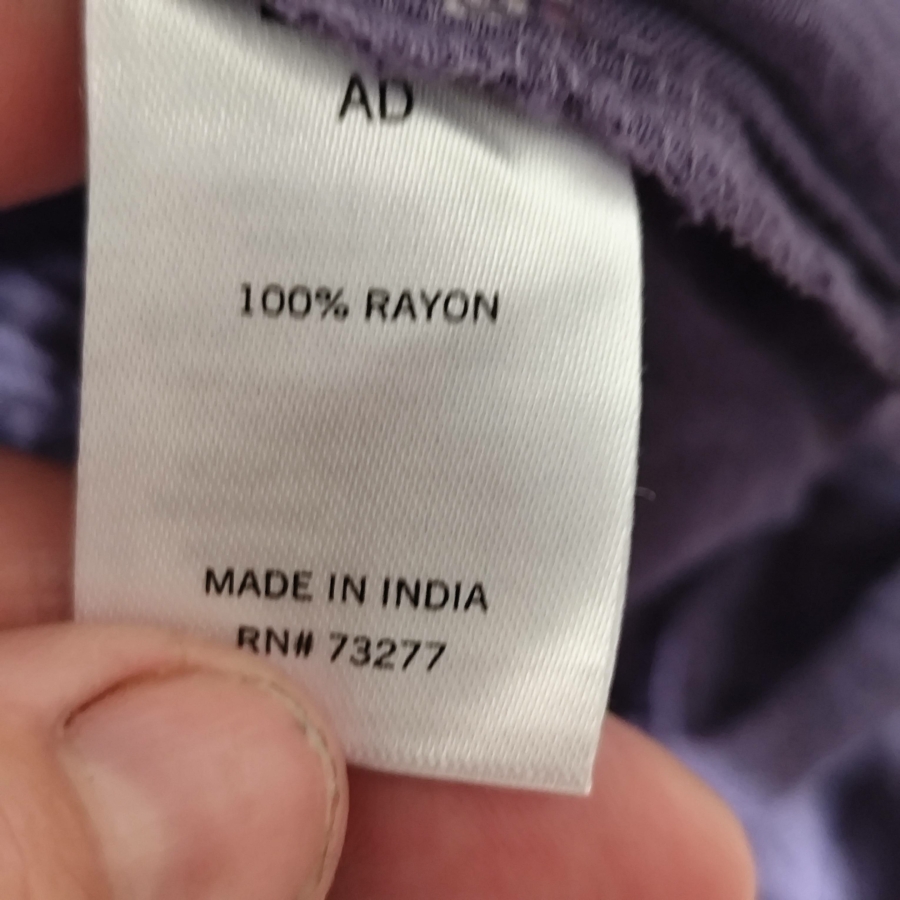 AD
100% RAYON
MADE IN INDIA
RN# 73277